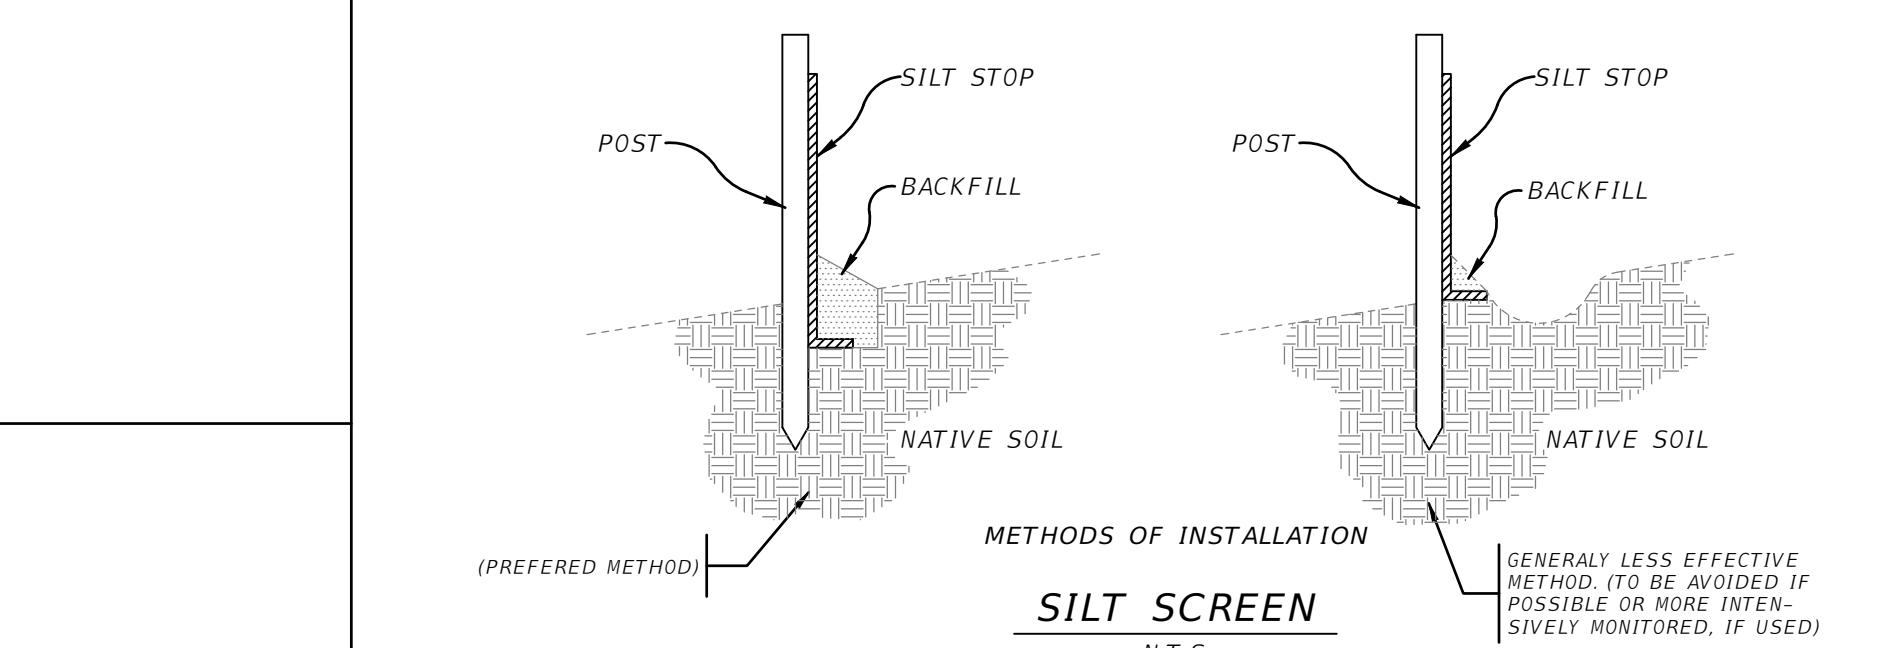 SILT STOP
POST
BACKFILL
NATIVE SOIL
(PREFERED METHOD)
SILT STOP
POST
BACKFILL
NATIVE SOIL
GENERALY LESS EFFECTIVE
METHOD. (TO BE AVOIDED IF
POSSIBLE OR MORE INTEN-
SIVELY MONITORED, IF USED)
METHODS OF INSTALLATION
SILT SCREEN